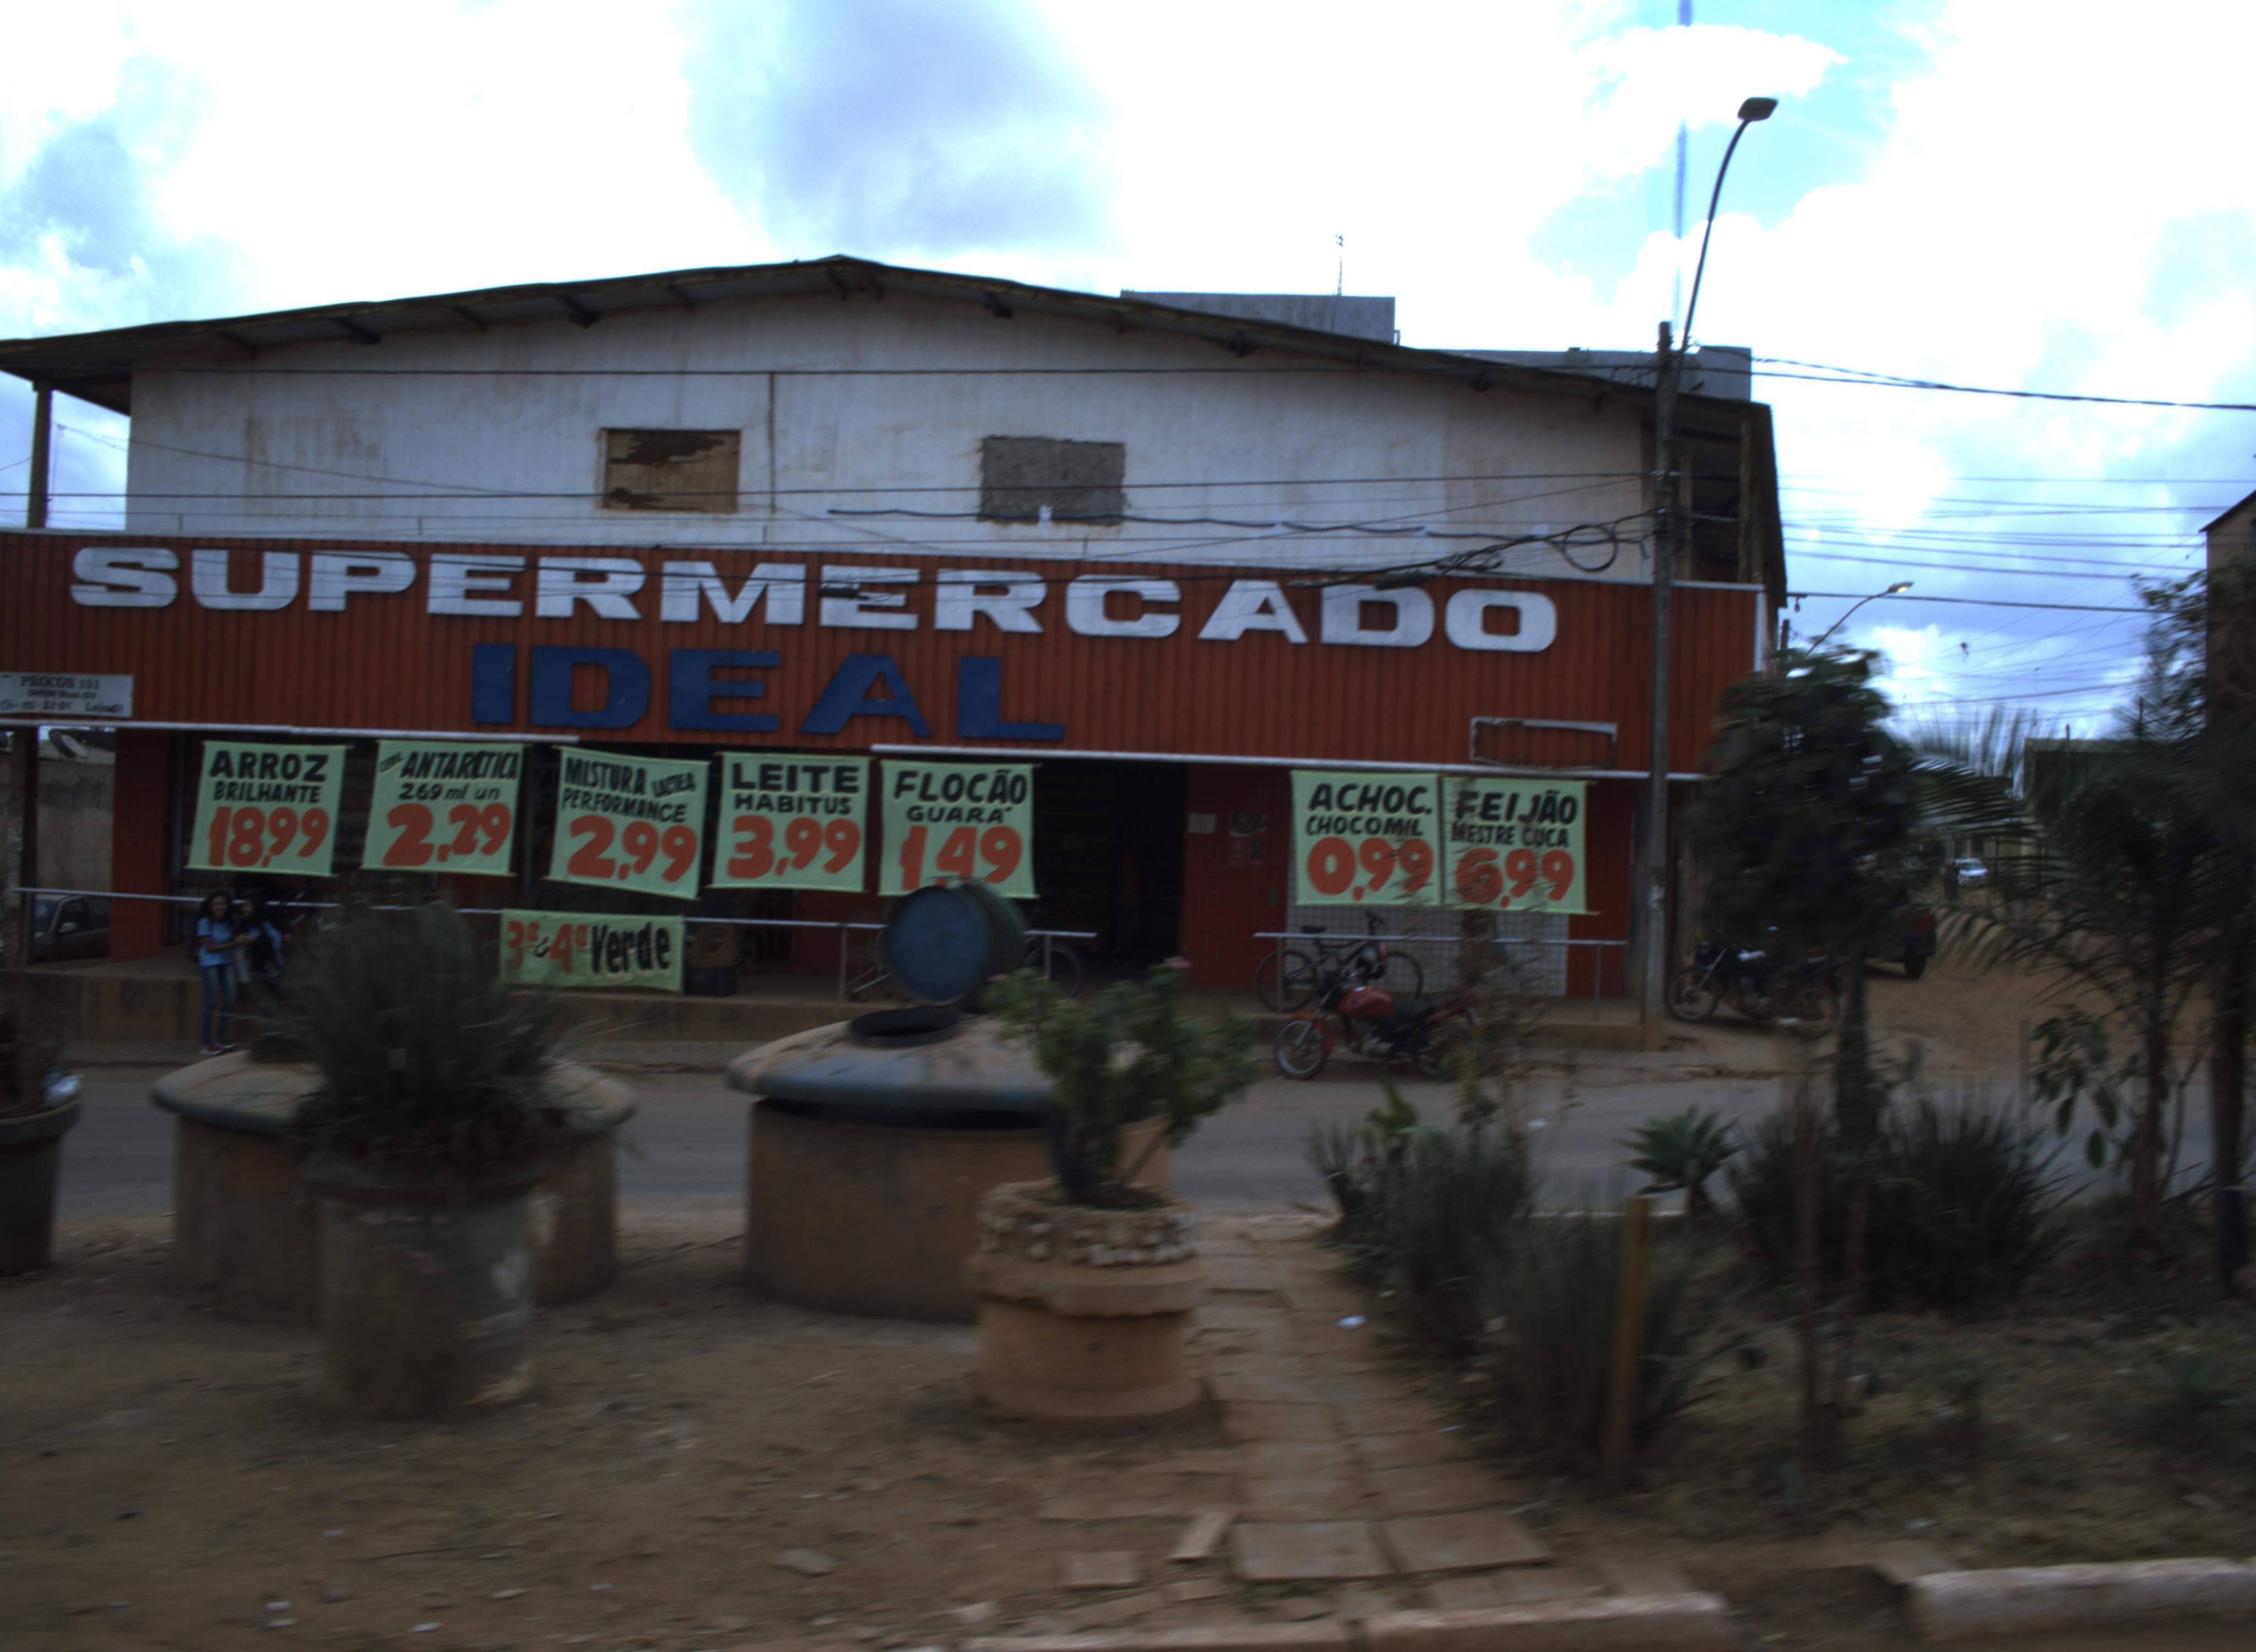 SUPERMERCADO
IDEAL
PROCON 151
ARROZ
BRILHANTE
18,99
ANTARCTICA
269 ml un
2,29
MISTURA LACTEA
PERFORMANCE
2,99
LEITE
HABITUS
3,99
FLOCÃO
GUARÁ
1,49
ACHOC.
CHOCOMIL
0,99
FEIJÃO
MESTRE CUCA
6,99
3ª & 4ª Verde